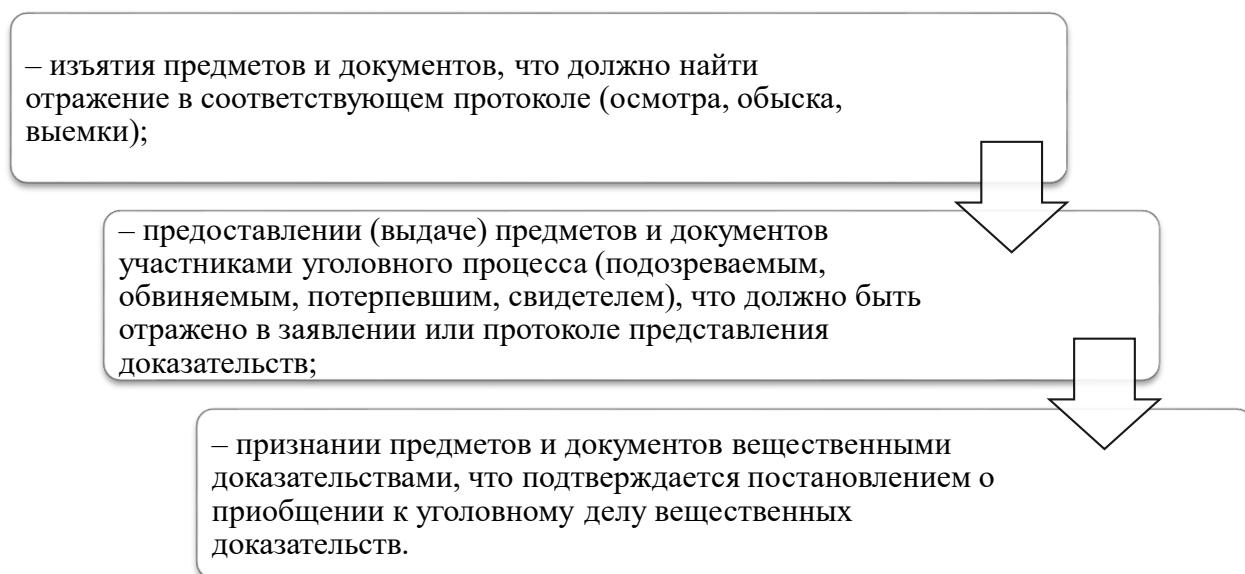 – изъятия предметов и документов, что должно найти
отражение в соответствующем протоколе (осмотра, обыска,
выемки);
– предоставлении (выдаче) предметов и документов
участниками уголовного процесса (подозреваемым,
обвиняемым, потерпевшим, свидетелем), что должно быть
отражено в заявлении или протоколе представления
доказательств;
– признании предметов и документов вещественными
доказательствами, что подтверждается постановлением о
приобщении к уголовному делу вещественных
доказательств.